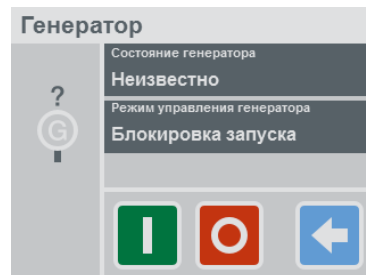 Генератор
Состояние генератора
Неизвестно
?
G
Режим управления генератора
Блокировка запуска